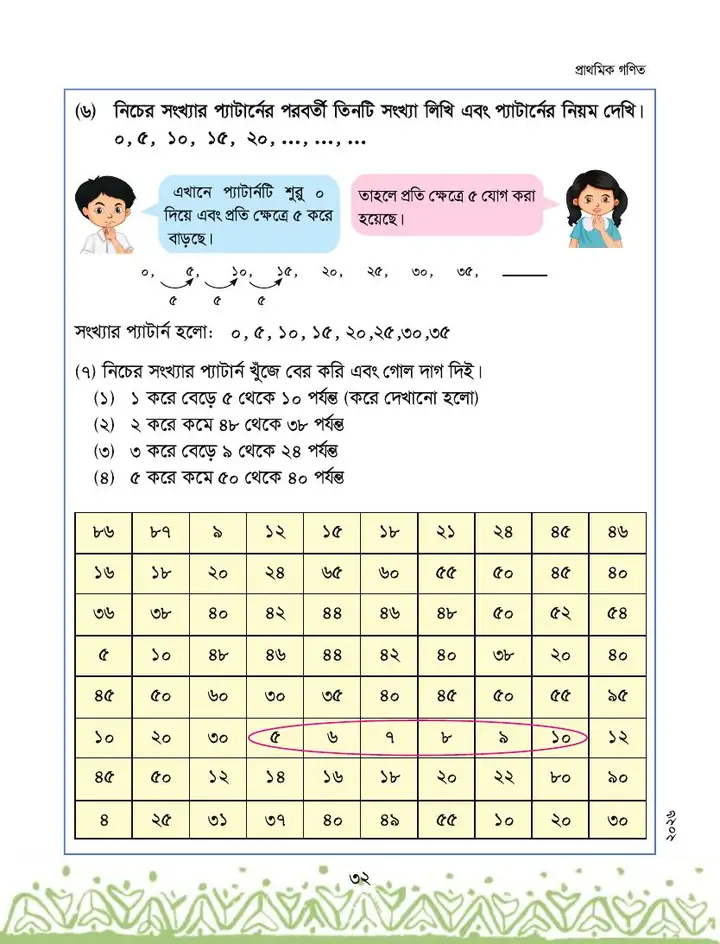 প্রাথমিক গণিত
(৬) নিচের সংখ্যার প্যাটার্নের পরবর্তী তিনটি সংখ্যা লিখি এবং প্যাটার্নের নিয়ম দেখি।
০, ৫, ১০, ১৫, ২০, ..., ..., ...
এখানে প্যাটার্নটি শুরু ০
দিয়ে এবং প্রতি ক্ষেত্রে ৫ করে
বাড়ছে।
তাহলে প্রতি ক্ষেত্রে ৫ যোগ করা
হয়েছে।
০, ৫, ১০, ১৫, ২০, ২৫, ৩০, ৩৫, ____
৫ ৫ ৫
সংখ্যার প্যাটার্ন হলো: ০, ৫, ১০, ১৫, ২০,২৫,৩০,৩৫
(৭) নিচের সংখ্যার প্যাটার্ন খুঁজে বের করি এবং গোল দাগ দিই।
(১) ১ করে বেড়ে ৫ থেকে ১০ পর্যন্ত (করে দেখানো হলো)
(২) ২ করে কমে ৪৮ থেকে ৩৮ পর্যন্ত
(৩) ৩ করে বেড়ে ৯ থেকে ২৪ পর্যন্ত
(৪) ৫ করে কমে ৫০ থেকে ৪০ পর্যন্ত
৮৬ ৮৭ ৯ ১২ ১৫ ১৮ ২১ ২৪ ৪৫ ৪৬
১৬ ১৮ ২০ ২৪ ৬৫ ৬০ ৫৫ ৫০ ৪৫ ৪০
৩৬ ৩৮ ৪০ ৪২ ৪৪ ৪৬ ৪৮ ৫০ ৫২ ৫৪
৫ ১০ ৪৮ ৪৬ ৪৪ ৪২ ৪০ ৩৮ ২০ ৪০
৪৫ ৫০ ৬০ ৩০ ৩৫ ৪০ ৪৫ ৫০ ৫৫ ৯৫
১০ ২০ ৩০ ৫ ৬ ৭ ৮ ৯ ১০ ১২
৪৫ ৫০ ১২ ১৪ ১৬ ১৮ ২০ ২২ ৮০ ৯০
৪ ২৫ ৩১ ৩৭ ৪০ ৪৯ ৫৫ ১০ ২০ ৩০
২০২৬
৩২